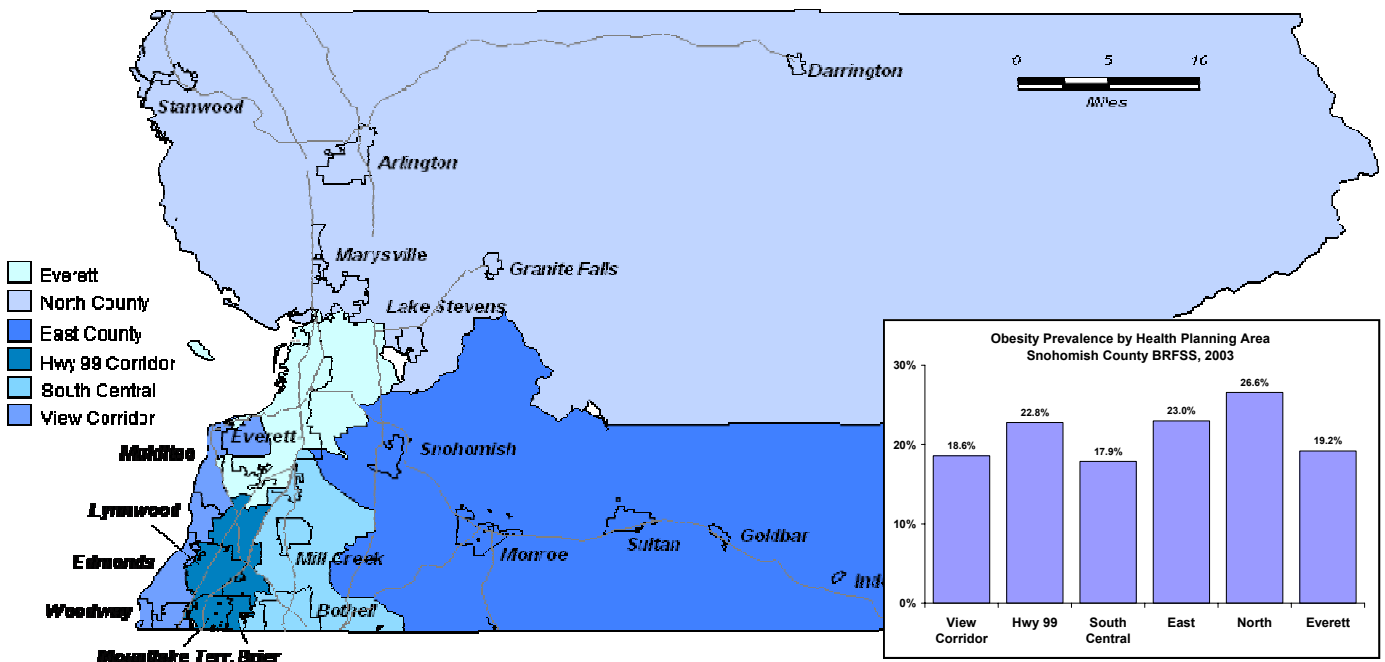 0 5 10
Miles
Darrington
Stanwood
Arlington
Marysville
Granite Falls
Lake Stevens
Everett
North County
East County
Hwy 99 Corridor
South Central
View Corridor
Everett
Snohomish
Lynnwood
Edmonds
Mill Creek
Monroe
Sultan
Goldbar
Woodway
Bothell
Mountlake Terr. Brier
Obesity Prevalence by Health Planning Area
Snohomish County BRFSS, 2003
30%
20%
10%
0%
18.6%
22.8%
17.9%
23.0%
26.6%
19.2%
View
Corridor
Hwy 99
South
Central
East
North
Everett